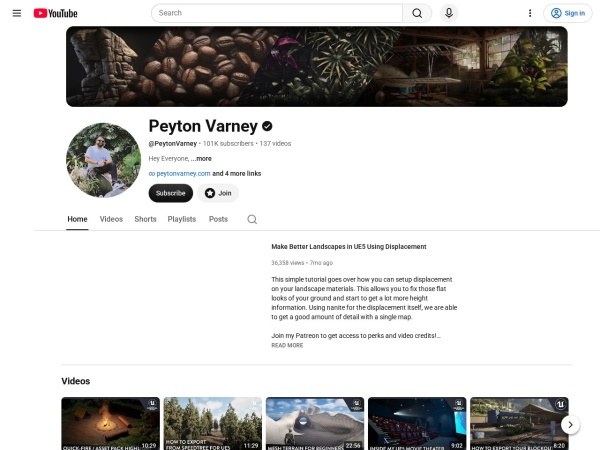 YouTube
Search
Sign in
Peyton Varney
@PeytonVarney • 101K subscribers • 137 videos
Hey Everyone, ...more
peytonvarney.com and 4 more links
Subscribe
Join
Home Videos Shorts Playlists Posts
Make Better Landscapes in UE5 Using Displacement
36,358 views • 7mo ago
This simple tutorial goes over how you can setup displacement
on your landscape materials. This allows you to fix those flat
looks of your ground and start to get a lot more height
information. Using nanite for the displacement itself, we are able
to get a good amount of detail with a single map.
Join my Patreon to get access to perks and video credits!...
READ MORE
Videos
QUICK-FIRE / ASSET PACK HIGHL
10:29
HOW TO EXPORT
FROM SPEEDTREE FOR UE5
11:29
MESH TERRAIN FOR BEGINNERS
22:56
INSIDE MY UE5 MOVIE THEATER
9:02
HOW TO EXPORT YOUR BLOCKOU
8:20